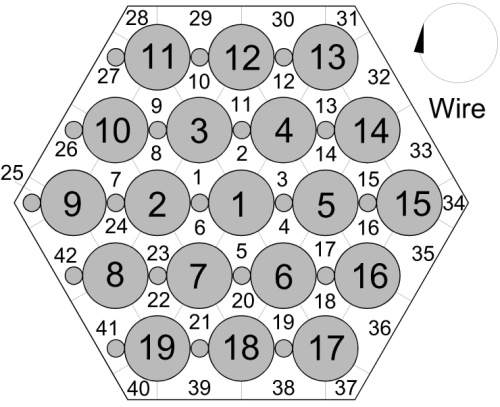 28 29 30 31
11 12 13
27 10 12 32
Wire
9 11 13
10 3 4 14
26 8 2 14 33
25 7 1 3 15
9 2 1 5 15 34
24 6 4 16
42 23 5 17 35
8 7 6 16
22 20 18
41 21 19 36
19 18 17
40 39 38 37